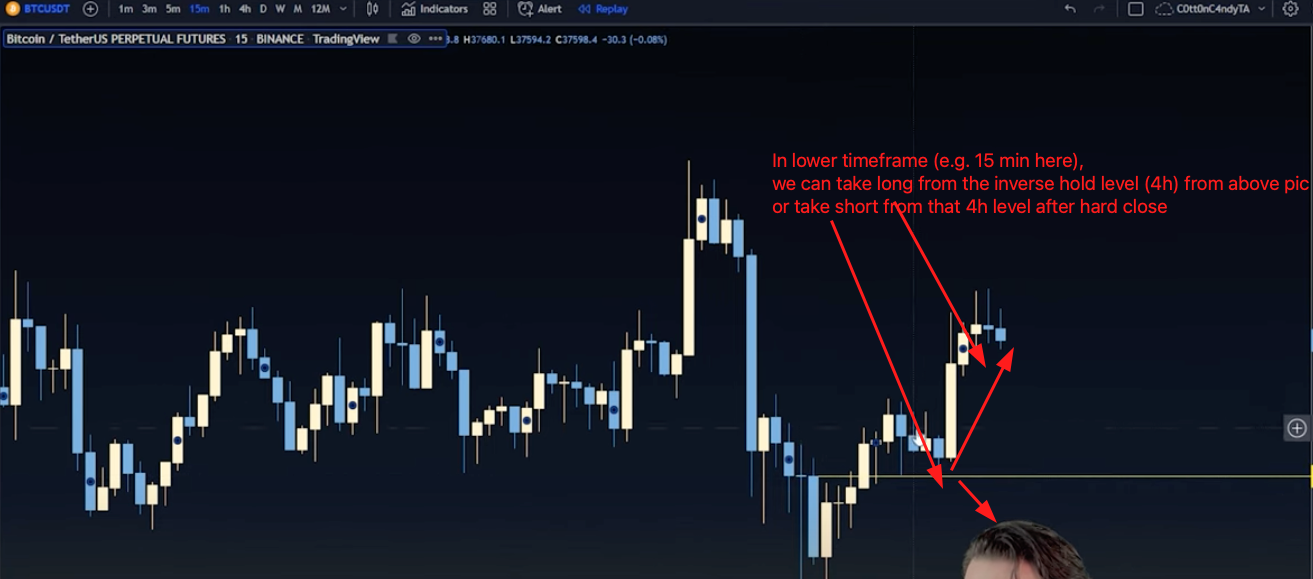 BTCUSDT 1m 3m 5m 15m 1h 4h D W M 12M Indicators Alert Replay C0tt0nC4ndyTA
Bitcoin / TetherUS PERPETUAL FUTURES 15 BINANCE TradingView 3.8 H37680.1 L37594.2 C37598.4 −30.3 (−0.08%)
In lower timeframe (e.g. 15 min here),
we can take long from the inverse hold level (4h) from above pic
or take short from that 4h level after hard close